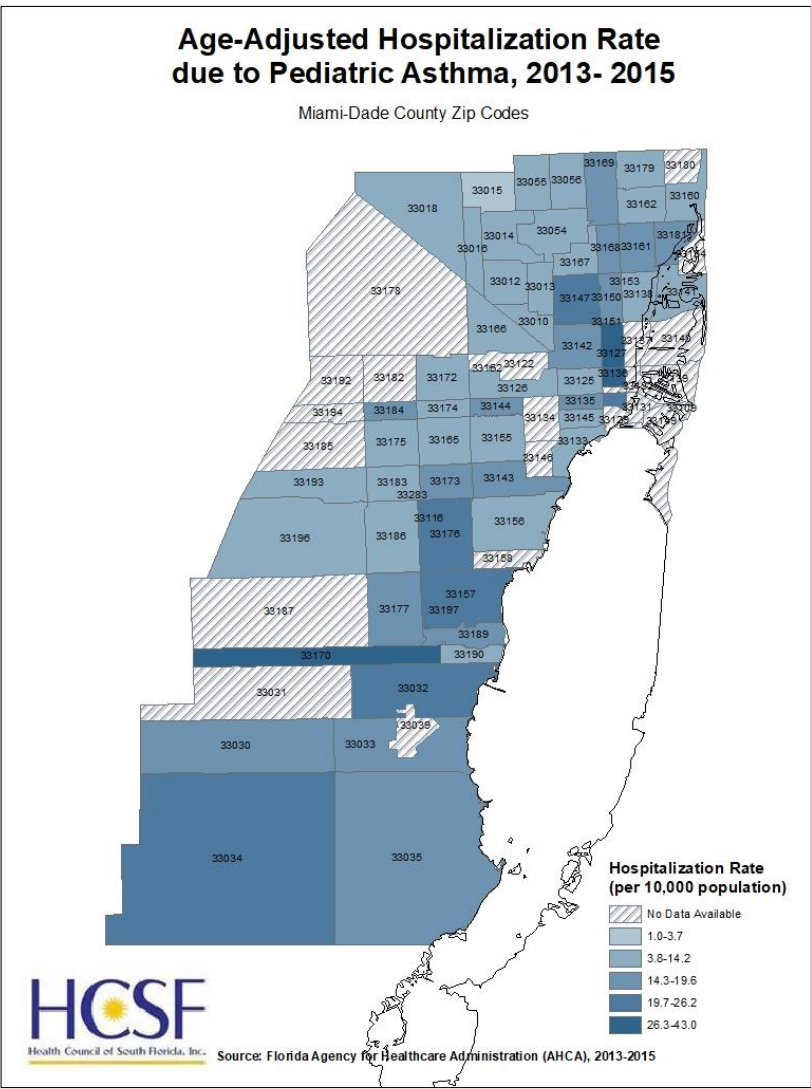 Age-Adjusted Hospitalization Rate
due to Pediatric Asthma, 2013- 2015
Miami-Dade County Zip Codes
33169
33055 33056 33179 33180
33015
33160
33018 33162
33014 33054 33181
33016 33168 33161
33167
33012 33013 33153
33178 33147 33150 33138 33141
33010 33151
33166
33142 33137 33140
33127
33122
33192 33182 33172 33136
33126 33125
33194 33184 33174 33144 33134 33135
33145 33131
33185 33175 33165 33155 33133
33146
33193 33183 33173 33143
33283
33116 33156
33196 33186 33176
33158
33157
33187 33177 33197
33189
33170 33190
33031 33032
33039
33030 33033
33034 33035
Hospitalization Rate
(per 10,000 population)
No Data Available
1.0-3.7
3.8-14.2
14.3-19.6
19.7-26.2
26.3-43.0
HCSF
Health Council of South Florida, Inc.
Source: Florida Agency for Healthcare Administration (AHCA), 2013-2015